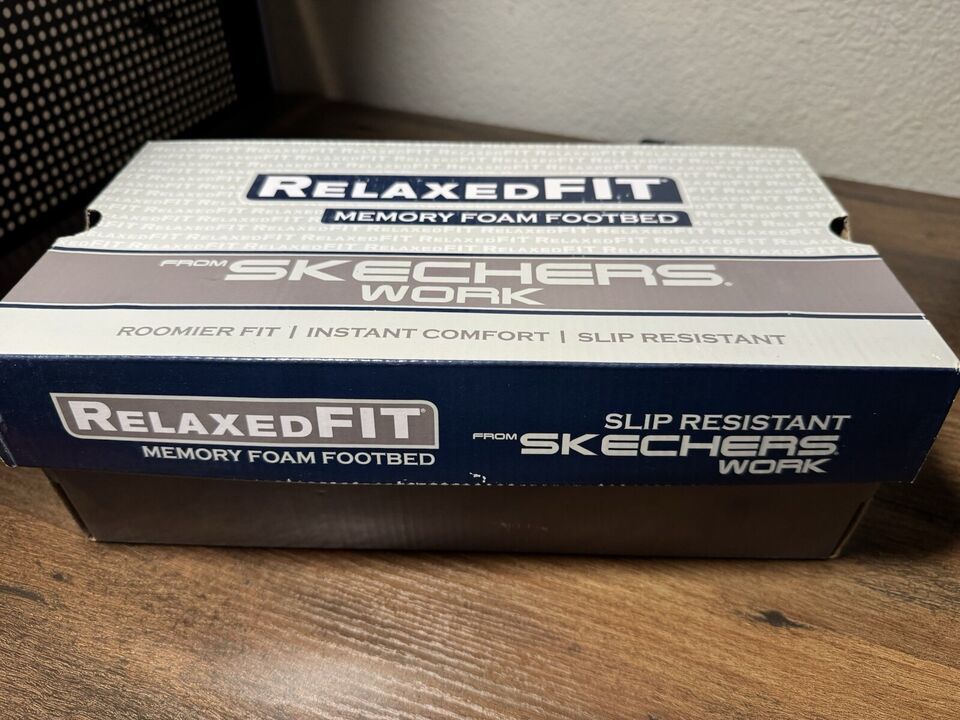 RELAXEDFIT®
MEMORY FOAM FOOTBED
FROM SKECHERS®
WORK
ROOMIER FIT | INSTANT COMFORT | SLIP RESISTANT
RELAXEDFIT®
MEMORY FOAM FOOTBED
SLIP RESISTANT
FROM SKECHERS®
WORK